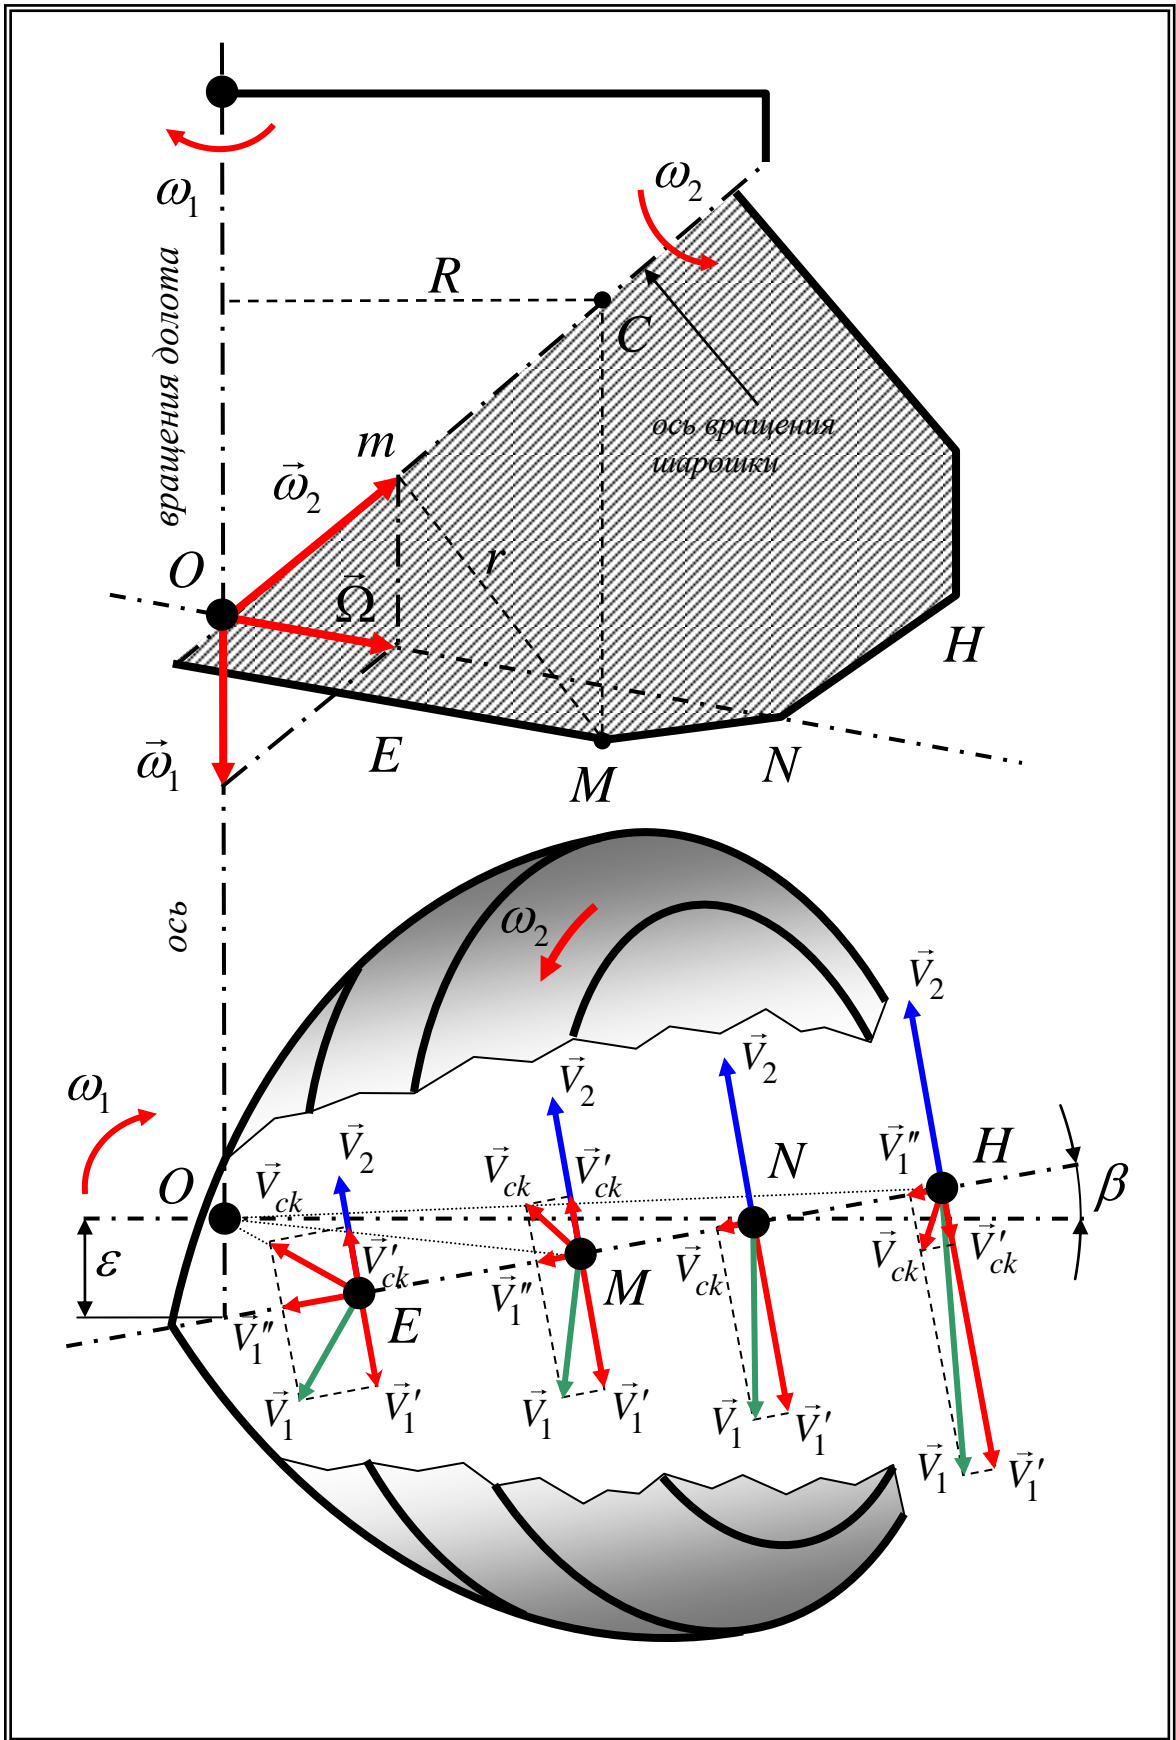 ω₁
ω₂
R
C
ось вращения
шарошки
вращения долота
m
ω⃗₂
r
O
Ω⃗
H
ω⃗₁
E
M
N
ось
ω₂
V⃗₂
V⃗₂
V⃗₂
ω₁
V⃗₂
V⃗ck
V⃗′ck
N
V⃗₁″
H
β
O
V⃗ck
ε
V⃗′ck
V⃗₁″
M
V⃗ck
V⃗ck
V⃗′ck
V⃗₁″
E
V⃗₁
V⃗₁′
V⃗₁
V⃗₁′
V⃗₁
V⃗₁′
V⃗₁
V⃗₁′